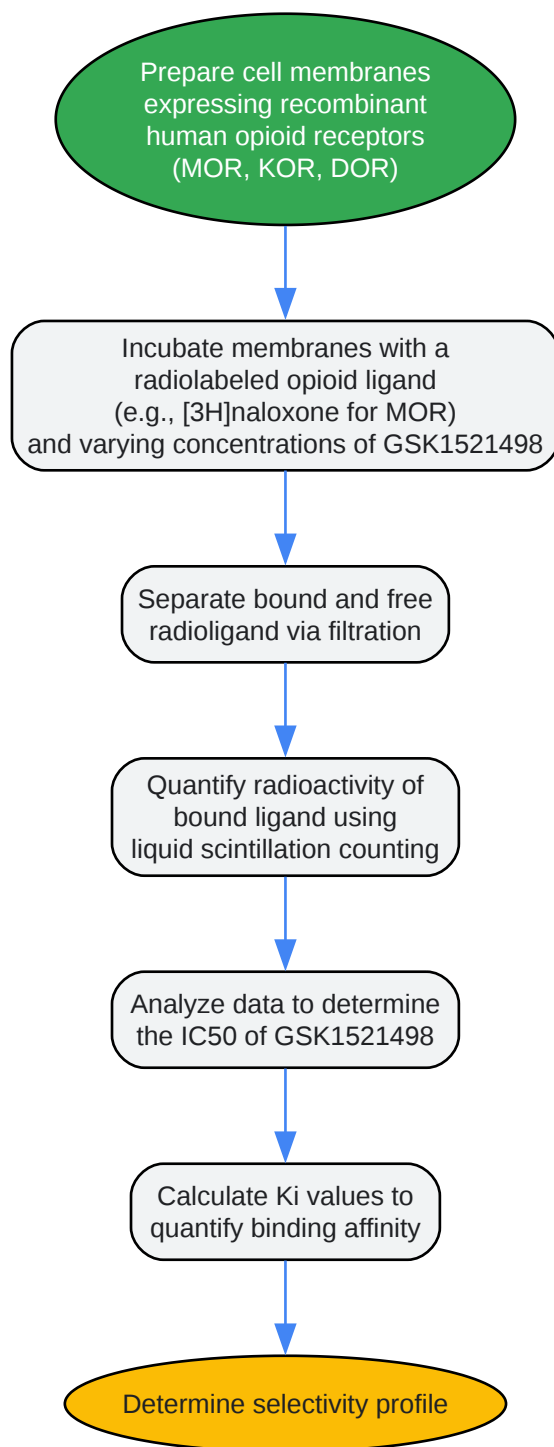 Prepare cell membranes
expressing recombinant
human opioid receptors
(MOR, KOR, DOR)
Incubate membranes with a
radiolabeled opioid ligand
(e.g., [3H]naloxone for MOR)
and varying concentrations of GSK1521498
Separate bound and free
radioligand via filtration
Quantify radioactivity of
bound ligand using
liquid scintillation counting
Analyze data to determine
the IC50 of GSK1521498
Calculate Ki values to
quantify binding affinity
Determine selectivity profile